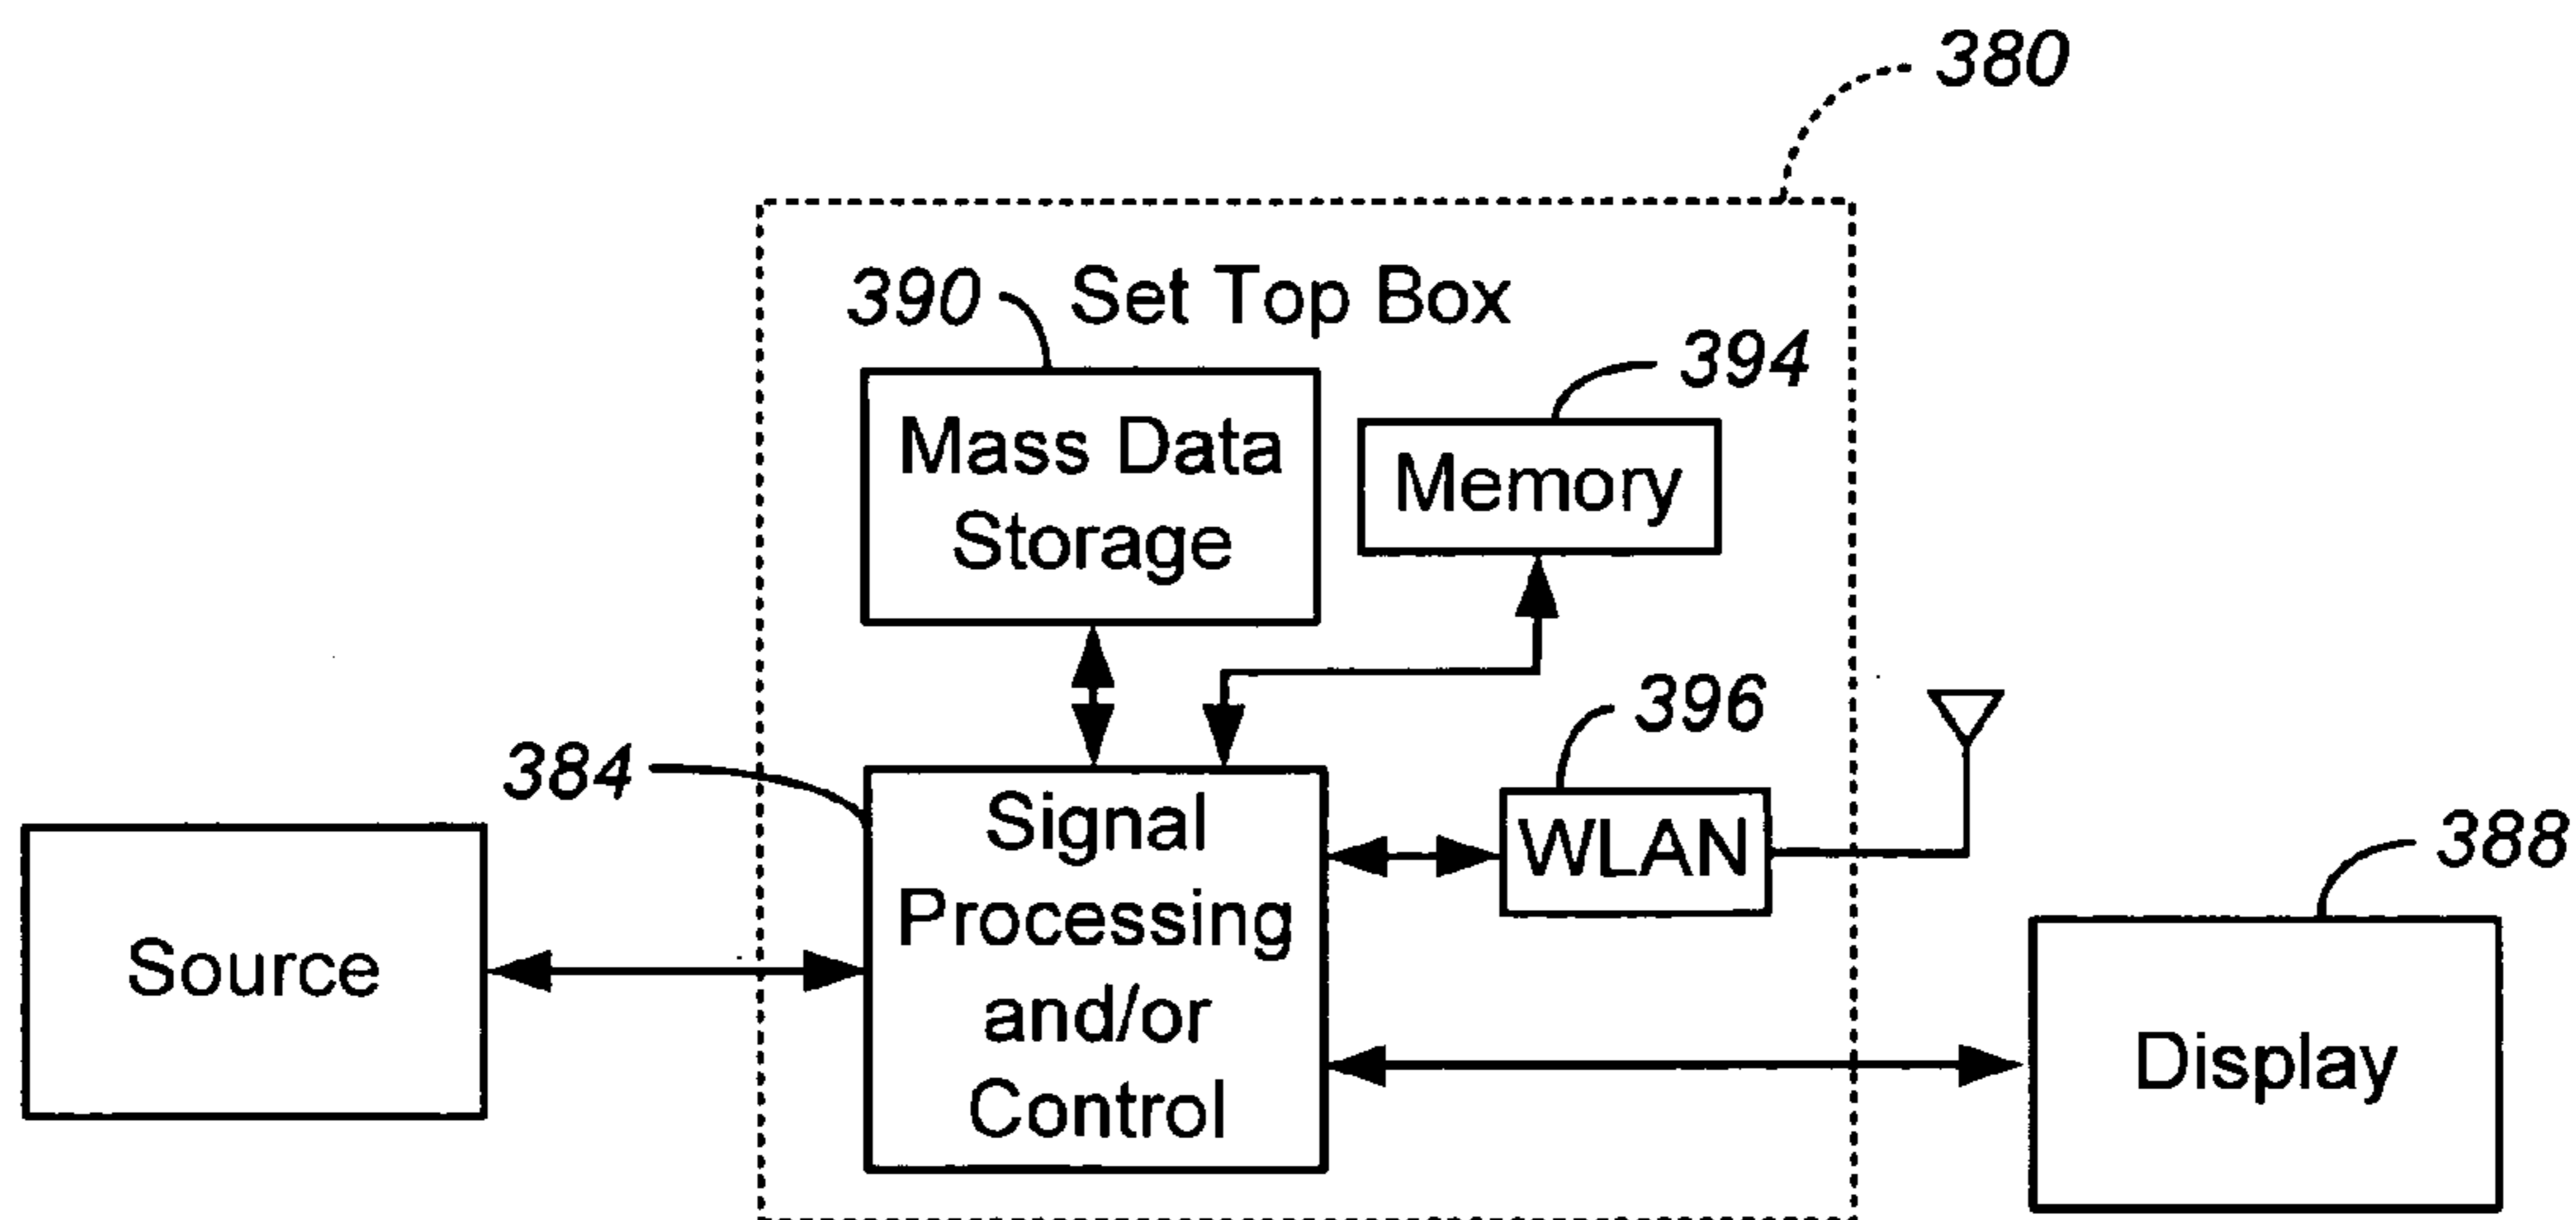 380
390
Set Top Box
394
Mass Data
Storage
Memory
396
384
WLAN
388
Signal
Processing
and/or
Control
Source
Display